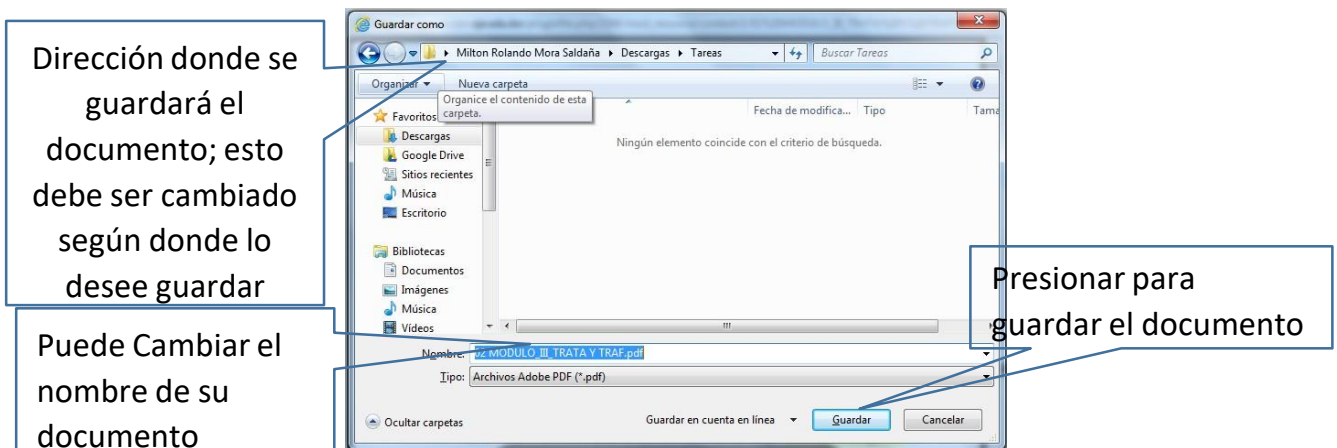 Dirección donde se
guardará el
documento; esto
debe ser cambiado
según donde lo
desee guardar
Puede Cambiar el
nombre de su
documento
Guardar como
Milton Rolando Mora Saldaña ▸ Descargas ▸ Tareas
Buscar Tareas
Organizar
Nueva carpeta
Organice el contenido de esta
carpeta.
Fecha de modifica... Tipo Tama
Ningún elemento coincide con el criterio de búsqueda.
Favoritos
Descargas
Google Drive
Sitios recientes
Música
Escritorio
Bibliotecas
Documentos
Imágenes
Música
Vídeos
Nombre: 02 MODULO_III_TRATA Y TRAF.pdf
Tipo: Archivos Adobe PDF (*.pdf)
Ocultar carpetas
Guardar en cuenta en línea
Guardar
Cancelar
Presionar para
guardar el documento